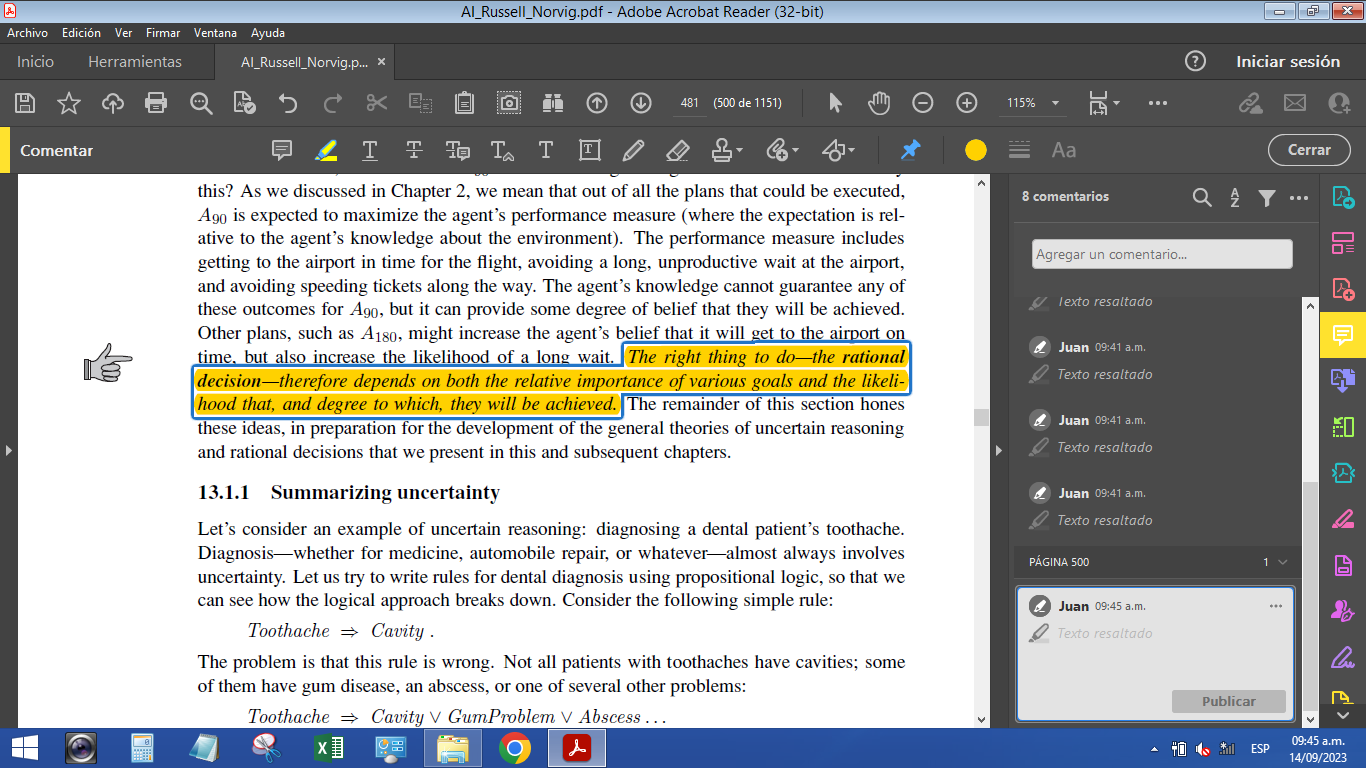 AI_Russell_Norvig.pdf - Adobe Acrobat Reader (32-bit)
Archivo Edición Ver Firmar Ventana Ayuda
Inicio Herramientas AI_Russell_Norvig.p... × Iniciar sesión
481 (500 de 1151) 115%
Comentar Aa Cerrar
this? As we discussed in Chapter 2, we mean that out of all the plans that could be executed,
A90 is expected to maximize the agent's performance measure (where the expectation is rel-
ative to the agent's knowledge about the environment). The performance measure includes
getting to the airport in time for the flight, avoiding a long, unproductive wait at the airport,
and avoiding speeding tickets along the way. The agent's knowledge cannot guarantee any of
these outcomes for A90, but it can provide some degree of belief that they will be achieved.
Other plans, such as A180, might increase the agent's belief that it will get to the airport on
time, but also increase the likelihood of a long wait. The right thing to do—the rational
decision—therefore depends on both the relative importance of various goals and the likeli-
hood that, and degree to which, they will be achieved. The remainder of this section hones
these ideas, in preparation for the development of the general theories of uncertain reasoning
and rational decisions that we present in this and subsequent chapters.
13.1.1 Summarizing uncertainty
Let's consider an example of uncertain reasoning: diagnosing a dental patient's toothache.
Diagnosis—whether for medicine, automobile repair, or whatever—almost always involves
uncertainty. Let us try to write rules for dental diagnosis using propositional logic, so that we
can see how the logical approach breaks down. Consider the following simple rule:
Toothache ⇒ Cavity .
The problem is that this rule is wrong. Not all patients with toothaches have cavities; some
of them have gum disease, an abscess, or one of several other problems:
Toothache ⇒ Cavity ∨ GumProblem ∨ Abscess ...
8 comentarios
Agregar un comentario...
Texto resaltado
Juan 09:41 a.m.
Texto resaltado
Juan 09:41 a.m.
Texto resaltado
Juan 09:41 a.m.
Texto resaltado
PÁGINA 500 1
Juan 09:45 a.m.
Texto resaltado
Publicar
ESP
09:45 a.m.
14/09/2023